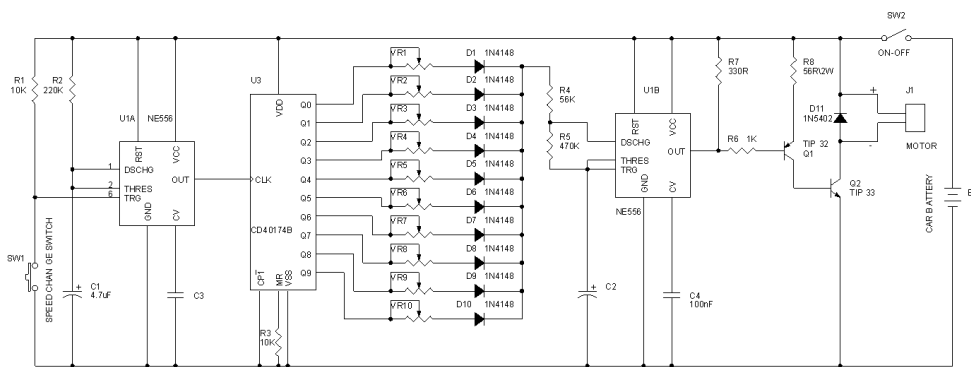 SW2
ON-OFF
R1
10K
R2
220K
U1A
NE556
RST
VCC
DSCHG
THRES
TRG
OUT
GND
CV
1
2
6
SW1
SPEED CHANGE SWITCH
C1
4.7uF
C3
U3
VDD
CLK
CD40174B
CP1
MR
VSS
Q0
Q1
Q2
Q3
Q4
Q5
Q6
Q7
Q8
Q9
R3
10K
VR1
VR2
VR3
VR4
VR5
VR6
VR7
VR8
VR9
VR10
D1 1N4148
D2 1N4148
D3 1N4148
D4 1N4148
D5 1N4148
D6 1N4148
D7 1N4148
D8 1N4148
D9 1N4148
D10 1N4148
R4
56K
R5
470K
C2
U1B
RST
VCC
DSCHG
THRES
TRG
OUT
GND
CV
NE556
C4
100nF
R7
330R
R6 1K
R8
56R\2W
TIP 32
Q1
Q2
TIP 33
D11
1N5402
+
J1
-
MOTOR
CAR BATTERY